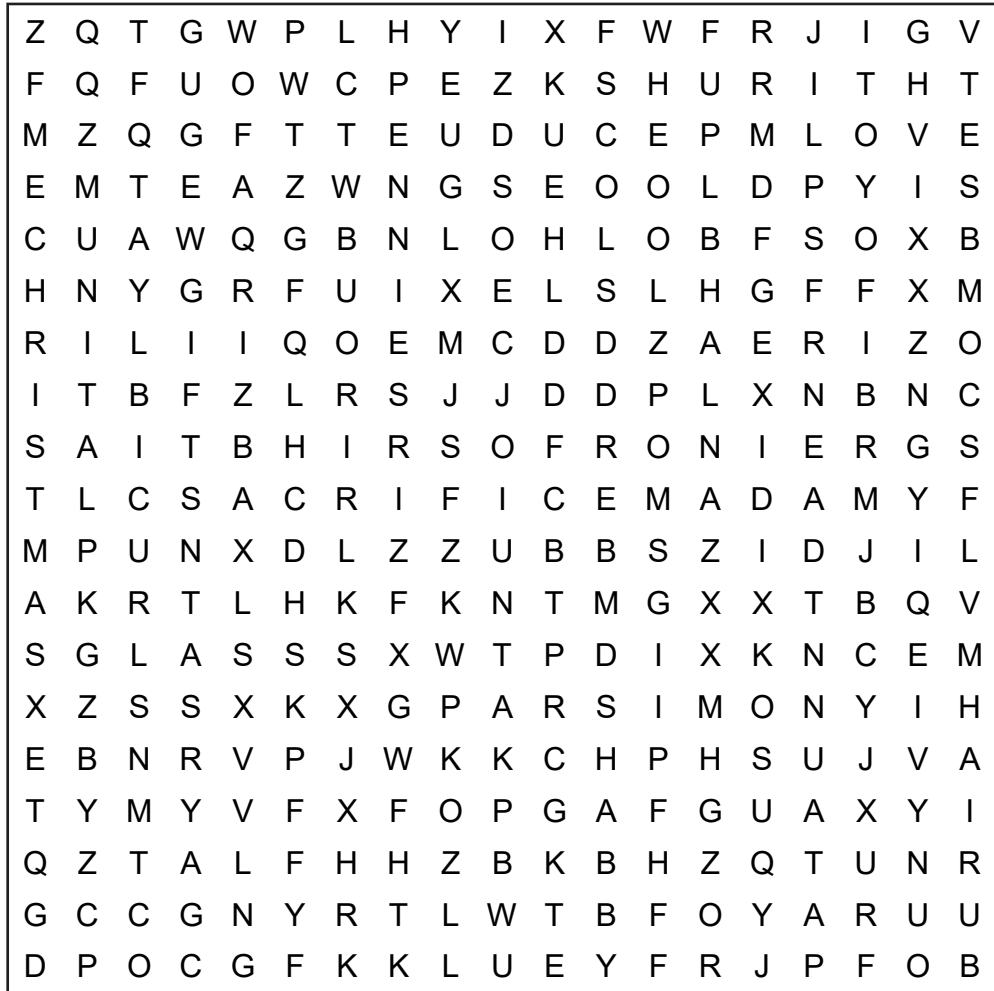 Z Q T G W P L H Y I X F W F R J I G V
F Q F U O W C P E Z K S H U R I T H T
M Z Q G F T T E U D U C E P M L O V E
E M T E A Z W N G S E O O L D P Y I S
C U A W Q G B N L O H L O B F S O X B
H N Y G R F U I X E L S L H G F F X M
R I L I I Q O E M C D D Z A E R I Z O
I T B F Z L R S J J D D P L X N B N C
S A I T B H I R S O F R O N I E R G S
T L C S A C R I F I C E M A D A M Y F
M P U N X D L Z Z U B B S Z I D J I L
A K R T L H K F K N T M G X X T B Q V
S G L A S S S X W T P D I X K N C E M
X Z S S X K X G P A R S I M O N Y I H
E B N R V P J W K K C H P H S U J V A
T Y M Y V F X F O P G A F G U A X Y I
Q Z T A L F H H Z B K B H Z Q T U N R
G C C G N Y R T L W T B F O Y A R U U
D P O C G F K K L U E Y F R J P F O B